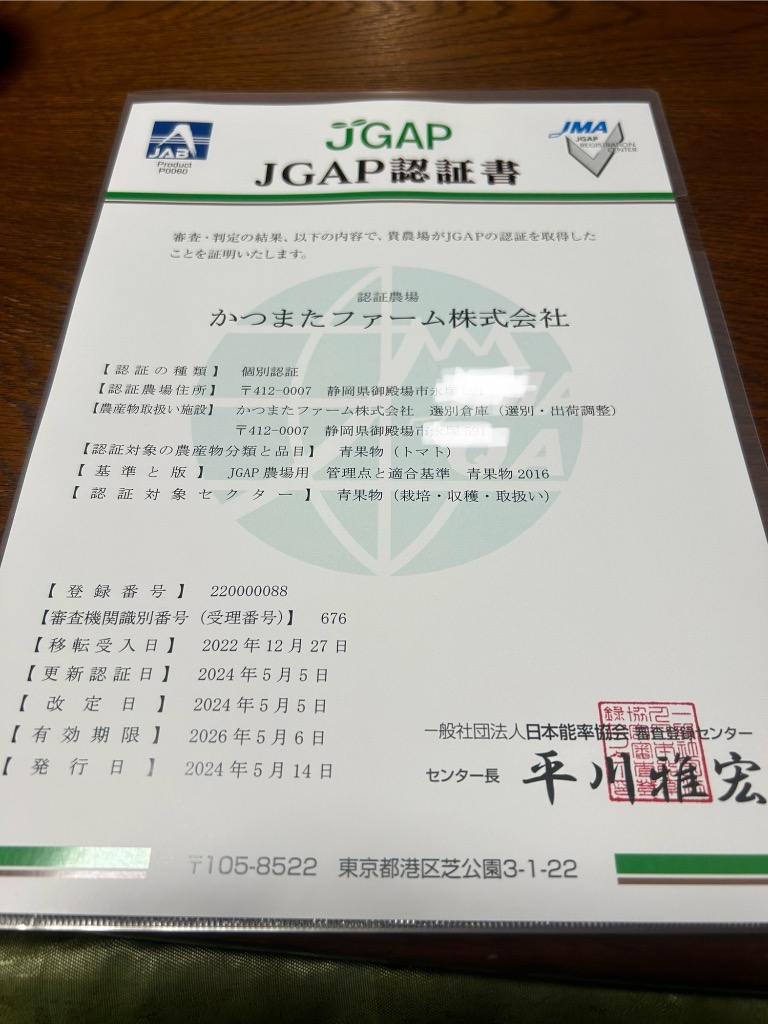 JAB
Product
P0060
JGAP
JMA
JGAP
REGISTRATION
CENTER
JGAP認証書
審査・判定の結果、以下の内容で、貴農場がJGAPの認証を取得した
ことを証明いたします。
認証農場
かつまたファーム株式会社
【認証の種類】 個別認証
【認証農場住所】 〒412-0007 静岡県御殿場市永塚
【農産物取扱い施設】 かつまたファーム株式会社 選別倉庫（選別・出荷調整）
〒412-0007 静岡県御殿場市
【認証対象の農産物分類と品目】 青果物（トマト）
【基準と版】 JGAP 農場用 管理点と適合基準 青果物 2016
【認証対象セクター】 青果物（栽培・収穫・取扱い）
【登録番号】 220000088
【審査機関識別番号（受理番号）】 676
【移転受入日】 2022年12月27日
【更新認証日】 2024年5月5日
【改定日】 2024年5月5日
【有効期限】 2026年5月6日
【発行日】 2024年5月14日
一般社団法人日本能率協会 審査登録センター
センター長 平川雅宏
〒105-8522 東京都港区芝公園3-1-22